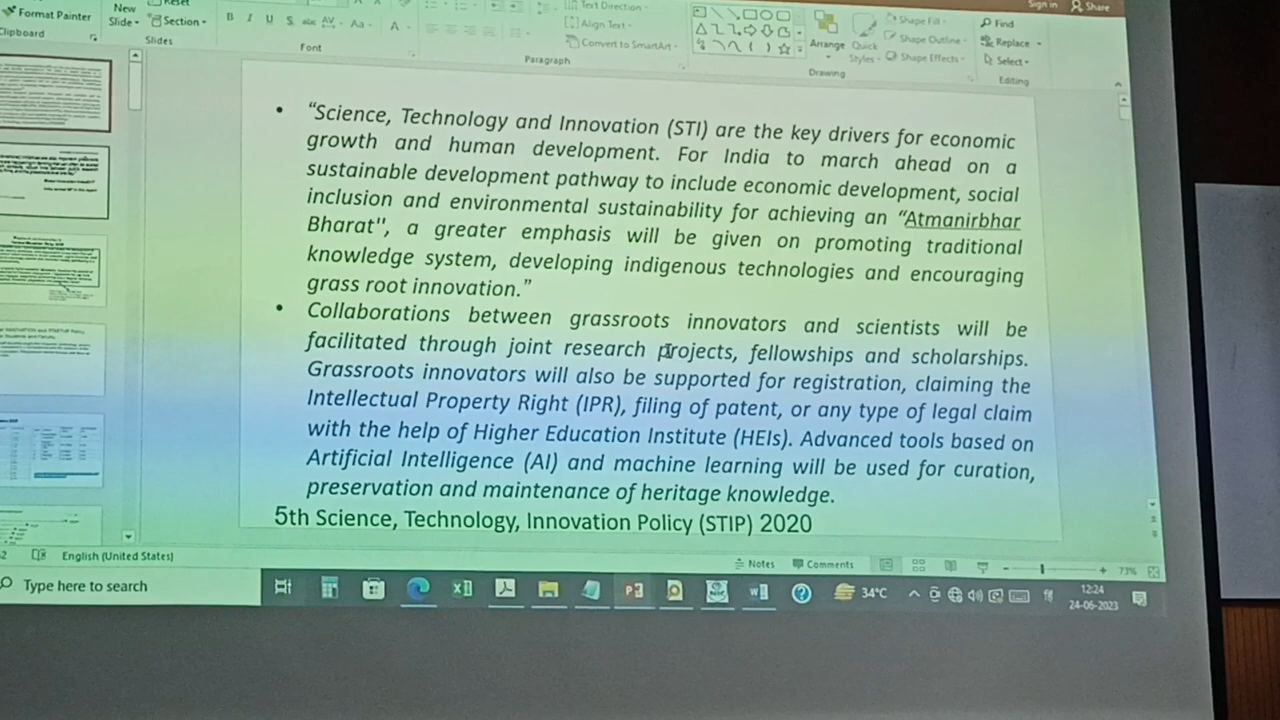 Format Painter
Clipboard
New
Slide
Reset
Section
Slides
B I U S abc AV Aa A
Font
Text Direction
Align Text
Convert to SmartArt
Paragraph
Arrange
Quick
Styles
Shape Fill
Shape Outline
Shape Effects
Drawing
Sign in
Share
Find
Replace
Select
Editing
• “Science, Technology and Innovation (STI) are the key drivers for economic
growth and human development. For India to march ahead on a
sustainable development pathway to include economic development, social
inclusion and environmental sustainability for achieving an “Atmanirbhar
Bharat", a greater emphasis will be given on promoting traditional
knowledge system, developing indigenous technologies and encouraging
grass root innovation.”
• Collaborations between grassroots innovators and scientists will be
facilitated through joint research projects, fellowships and scholarships.
Grassroots innovators will also be supported for registration, claiming the
Intellectual Property Right (IPR), filing of patent, or any type of legal claim
with the help of Higher Education Institute (HEIs). Advanced tools based on
Artificial Intelligence (AI) and machine learning will be used for curation,
preservation and maintenance of heritage knowledge.
5th Science, Technology, Innovation Policy (STIP) 2020
English (United States)
Notes
Comments
73%
Type here to search
34°C
12:24
24-06-2023